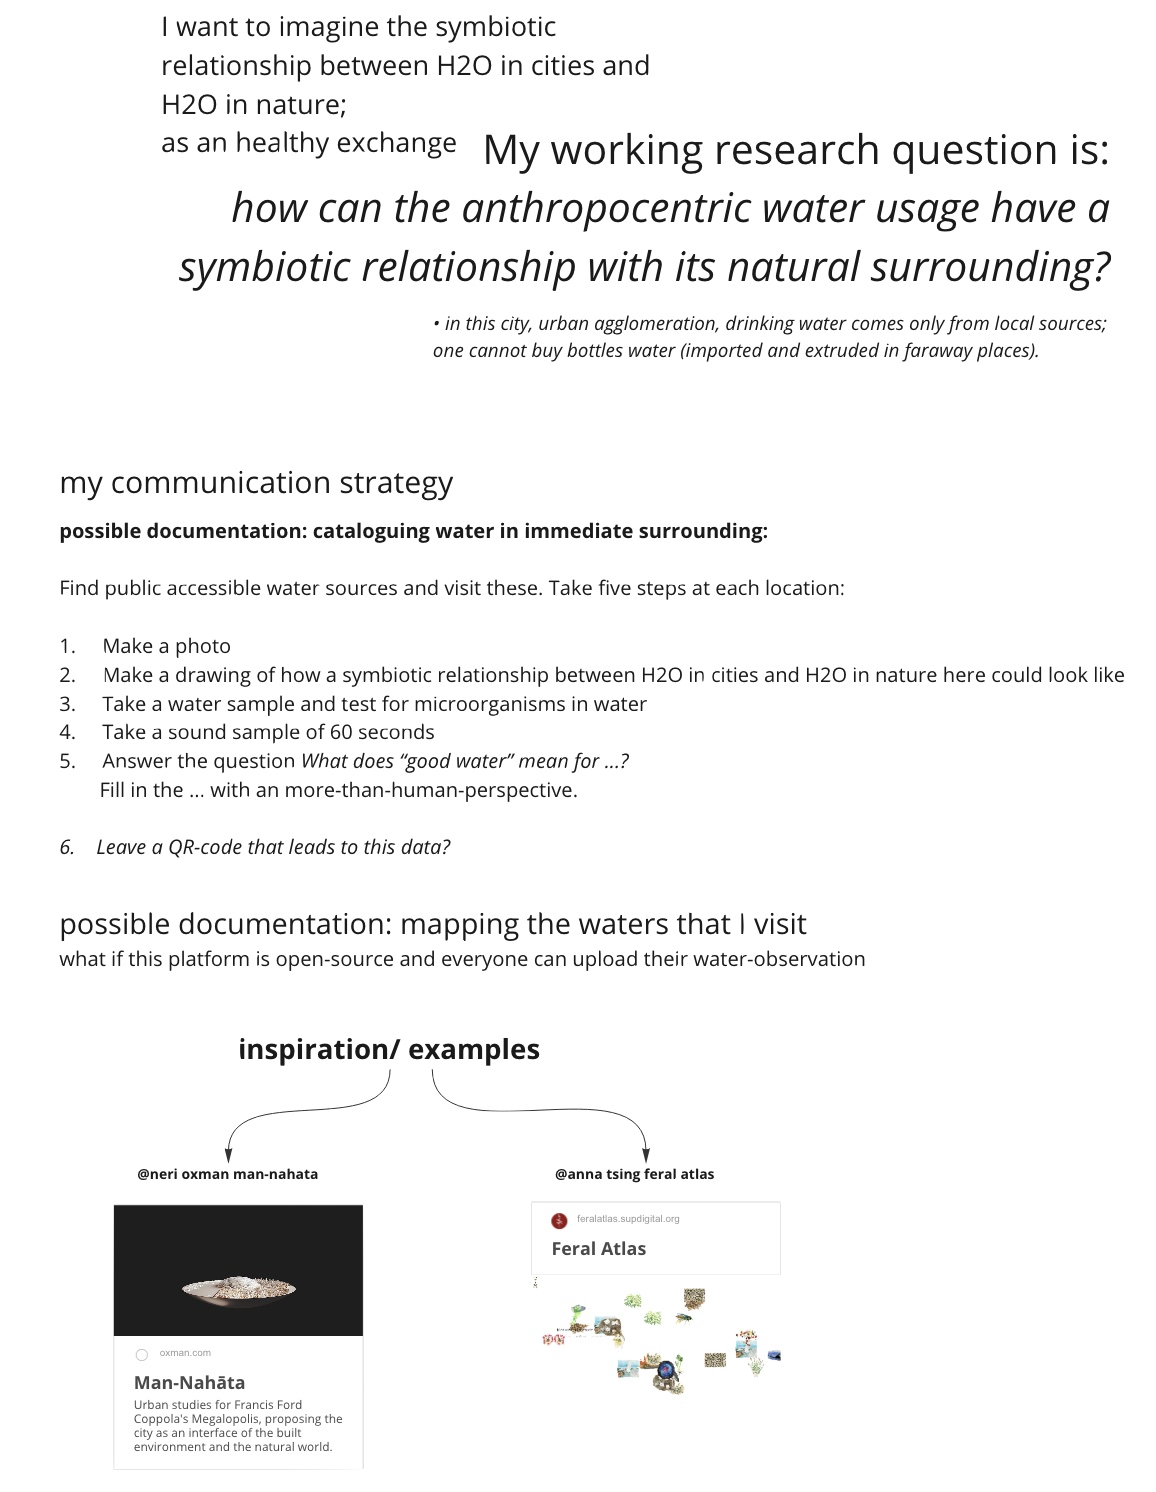 I want to imagine the symbiotic
relationship between H2O in cities and
H2O in nature;
as an healthy exchange
My working research question is:
how can the anthropocentric water usage have a
symbiotic relationship with its natural surrounding?
• in this city, urban agglomeration, drinking water comes only from local sources;
one cannot buy bottles water (imported and extruded in faraway places).
my communication strategy
possible documentation: cataloguing water in immediate surrounding:
Find public accessible water sources and visit these. Take five steps at each location:
1. Make a photo
2. Make a drawing of how a symbiotic relationship between H2O in cities and H2O in nature here could look like
3. Take a water sample and test for microorganisms in water
4. Take a sound sample of 60 seconds
5. Answer the question What does “good water” mean for ...?
Fill in the ... with an more-than-human-perspective.
6. Leave a QR-code that leads to this data?
possible documentation: mapping the waters that I visit
what if this platform is open-source and everyone can upload their water-observation
inspiration/ examples
@neri oxman man-nahata
@anna tsing feral atlas
feralatlas.supdigital.org
Feral Atlas
oxman.com
Man-Nahāta
Urban studies for Francis Ford
Coppola's Megalopolis, proposing the
city as an interface of the built
environment and the natural world.